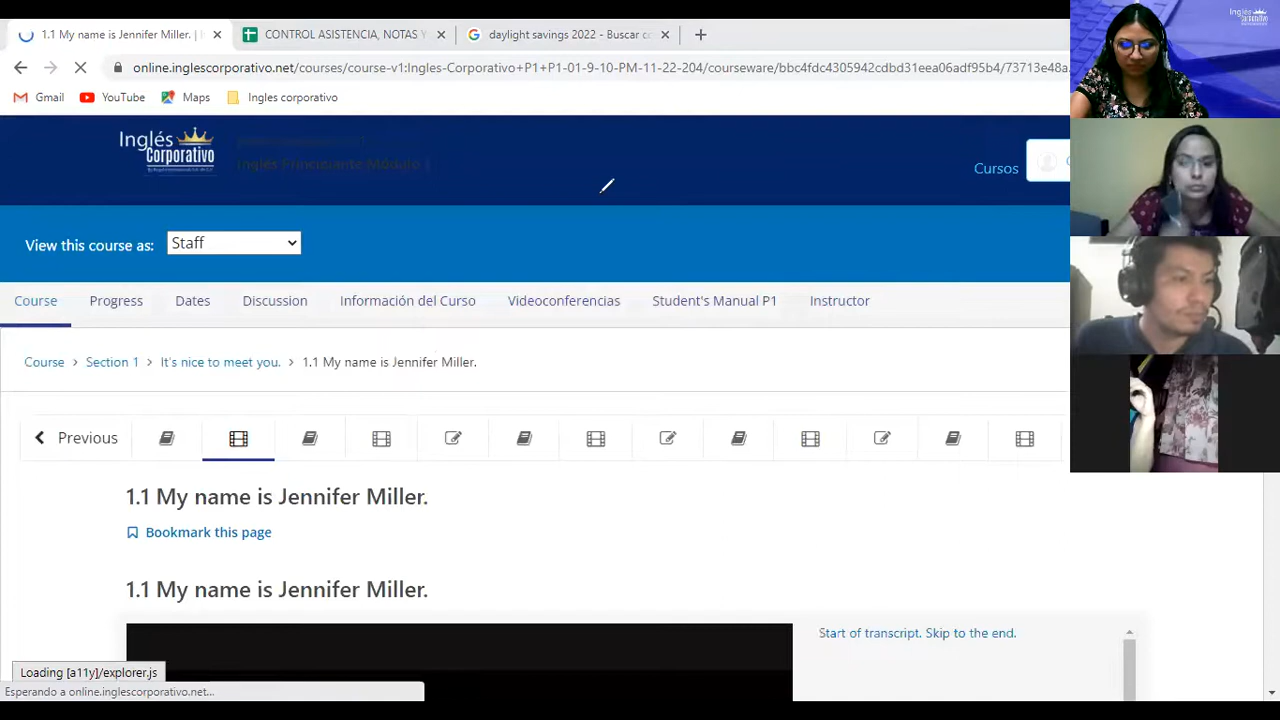 1.1 My name is Jennifer Miller. |
CONTROL ASISTENCIA, NOTAS
daylight savings 2022 - Buscar c
online.inglescorporativo.net/courses/course-v1:Ingles-Corporativo+P1+P1-01-9-10-PM-11-22-204/courseware/bbc4fdc4305942cdbd31eea06adf95b4/73713e48a
Gmail
YouTube
Maps
Ingles corporativo
Inglés
Corporativo
Inglés Principiante Módulo I
Cursos
View this course as:
Staff
Course
Progress
Dates
Discussion
Información del Curso
Videoconferencias
Student's Manual P1
Instructor
Course > Section 1 > It's nice to meet you. > 1.1 My name is Jennifer Miller.
Previous
1.1 My name is Jennifer Miller.
Bookmark this page
1.1 My name is Jennifer Miller.
Start of transcript. Skip to the end.
Loading [a11y]/explorer.js
Esperando a online.inglescorporativo.net...
Inglés
Corporativo